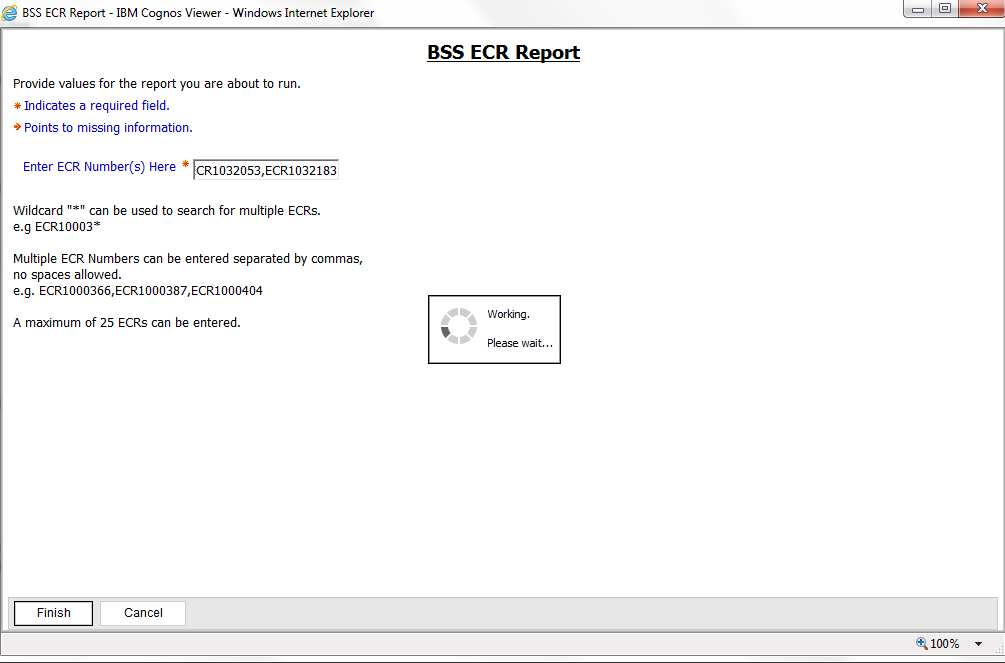 BSS ECR Report - IBM Cognos Viewer - Windows Internet Explorer
BSS ECR Report
Provide values for the report you are about to run.
* Indicates a required field.
Points to missing information.
Enter ECR Number(s) Here * CR1032053,ECR1032183
Wildcard "*" can be used to search for multiple ECRs.
e.g ECR10003*
Multiple ECR Numbers can be entered separated by commas,
no spaces allowed.
e.g. ECR1000366,ECR1000387,ECR1000404
A maximum of 25 ECRs can be entered.
Working.
Please wait...
Finish Cancel
100%